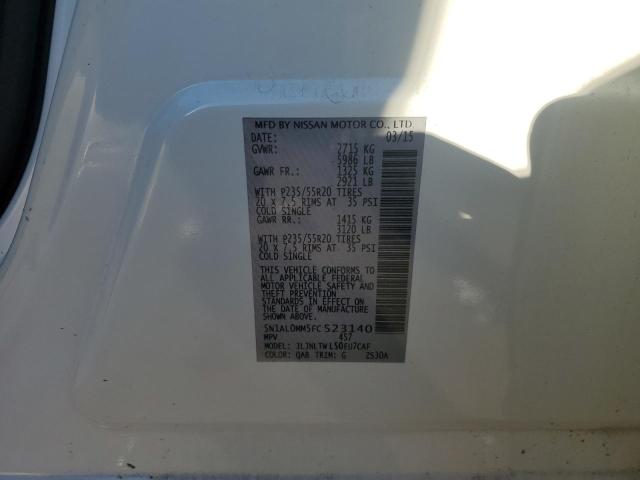 MFD BY NISSAN MOTOR CO., LTD
DATE: 03/15
GVWR: 2715 KG
5986 LB
GAWR FR.: 1325 KG
2921 LB
WITH P235/55R20 TIRES
20 X 7.5 RIMS AT 35 PSI
COLD SINGLE
GAWR RR.: 1415 KG
3120 LB
WITH P235/55R20 TIRES
20 X 7.5 RIMS AT 35 PSI
COLD SINGLE
THIS VEHICLE CONFORMS TO
ALL APPLICABLE FEDERAL
MOTOR VEHICLE SAFETY
AND THEFT PREVENTION
STANDARDS IN EFFECT ON
THE DATE OF MANUFACTURE
SHOWN ABOVE.
5N1AL0MM5FC523140
MPV 457
MODEL: JLJNLTWL50EU7CAF
COLOR: QAB TRIM: G 2S30A